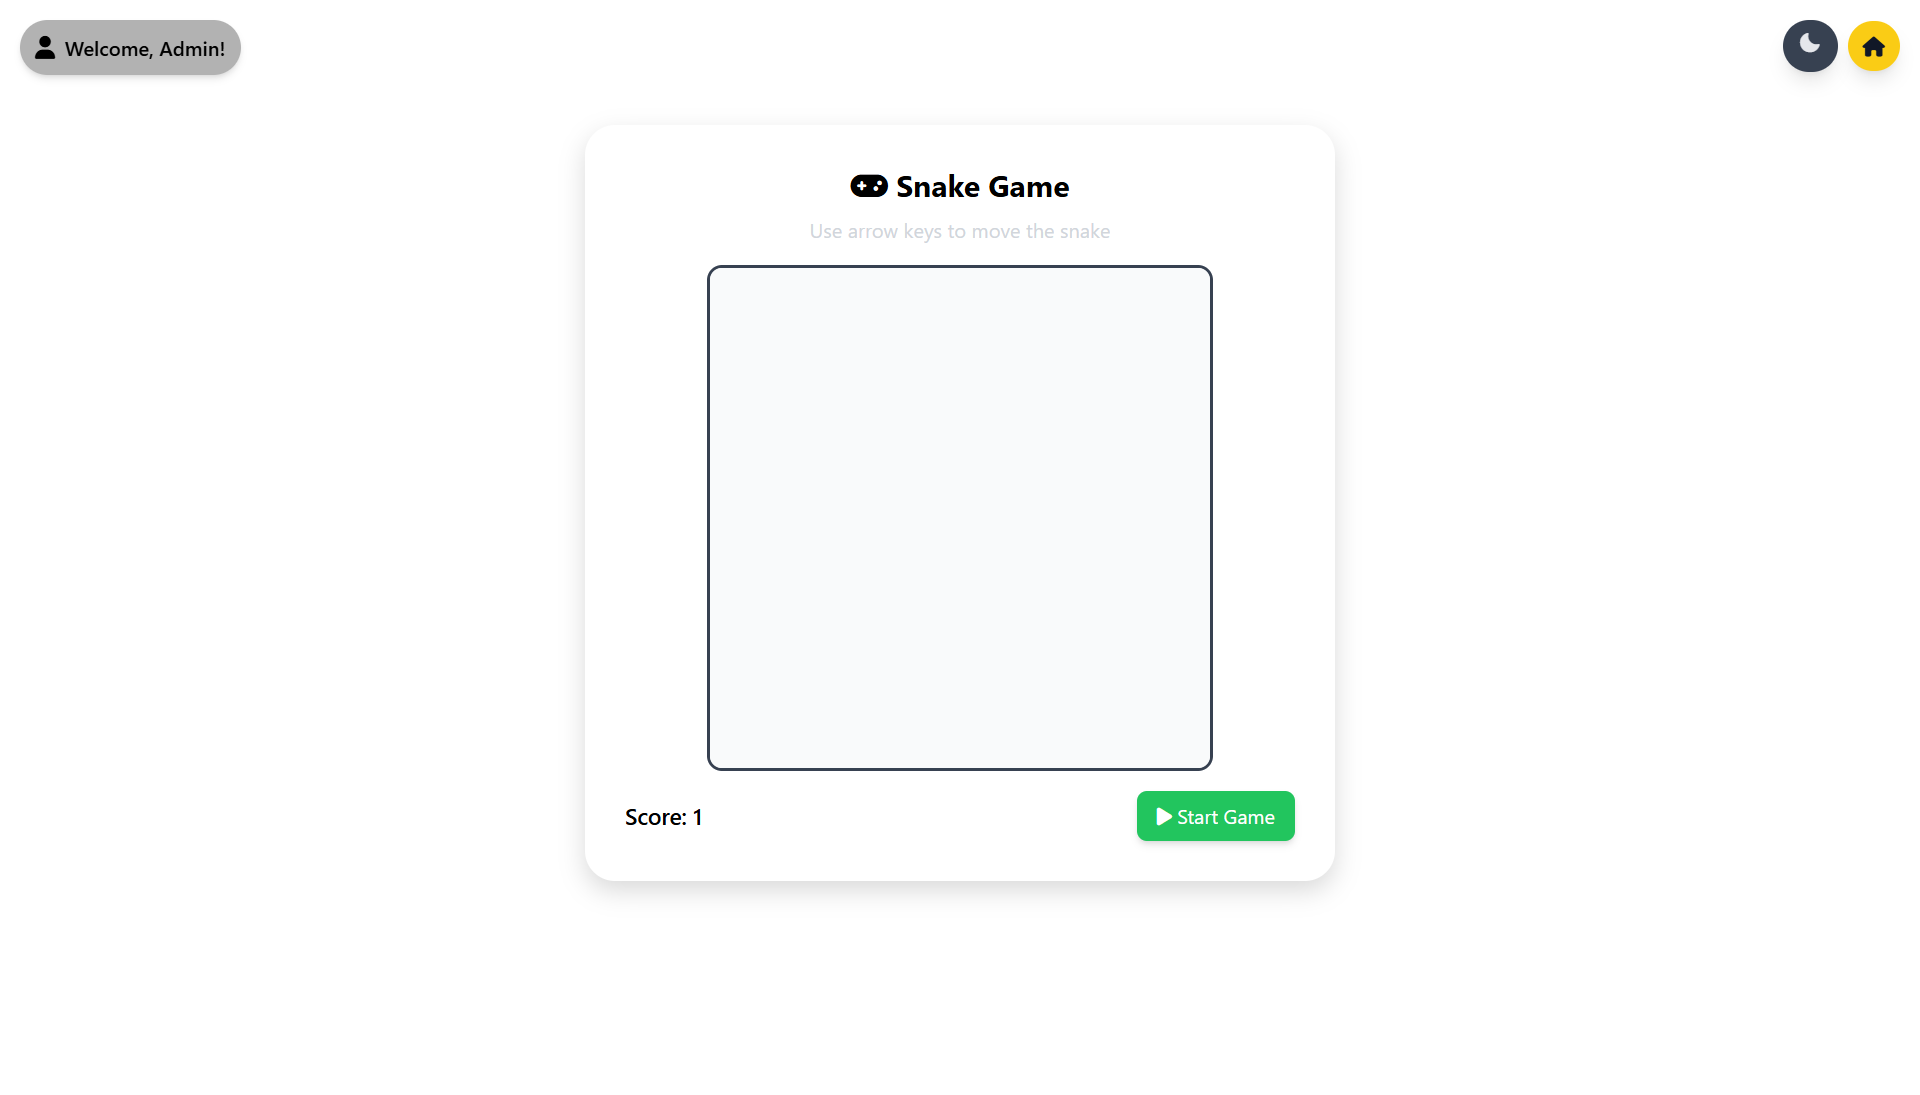 Welcome, Admin!
Snake Game
Use arrow keys to move the snake
Score: 1
Start Game